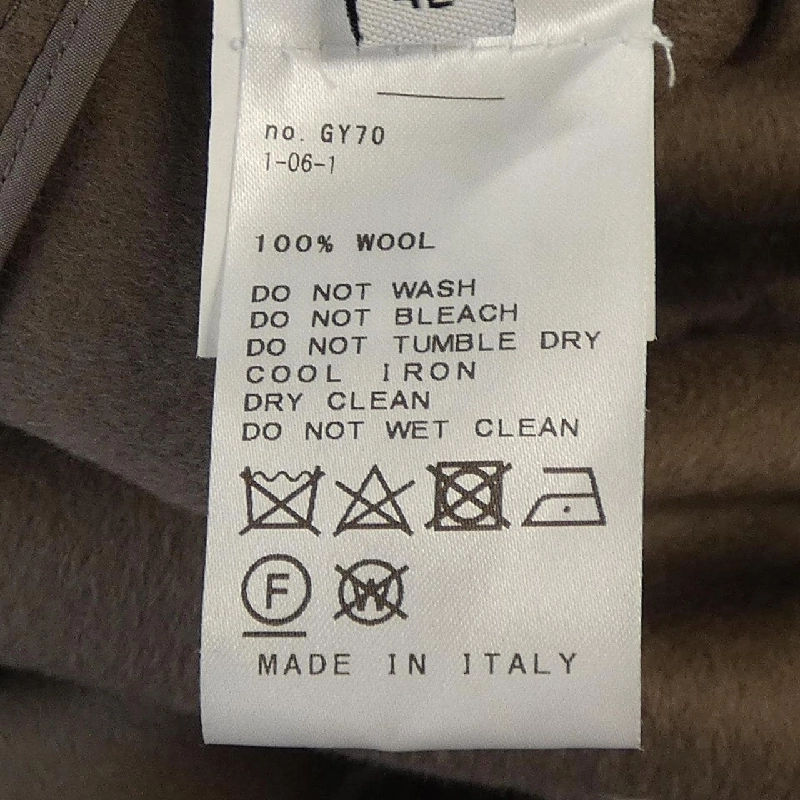 no. GY70
1-06-1
100% WOOL
DO NOT WASH
DO NOT BLEACH
DO NOT TUMBLE DRY
COOL IRON
DRY CLEAN
DO NOT WET CLEAN
F W
MADE IN ITALY